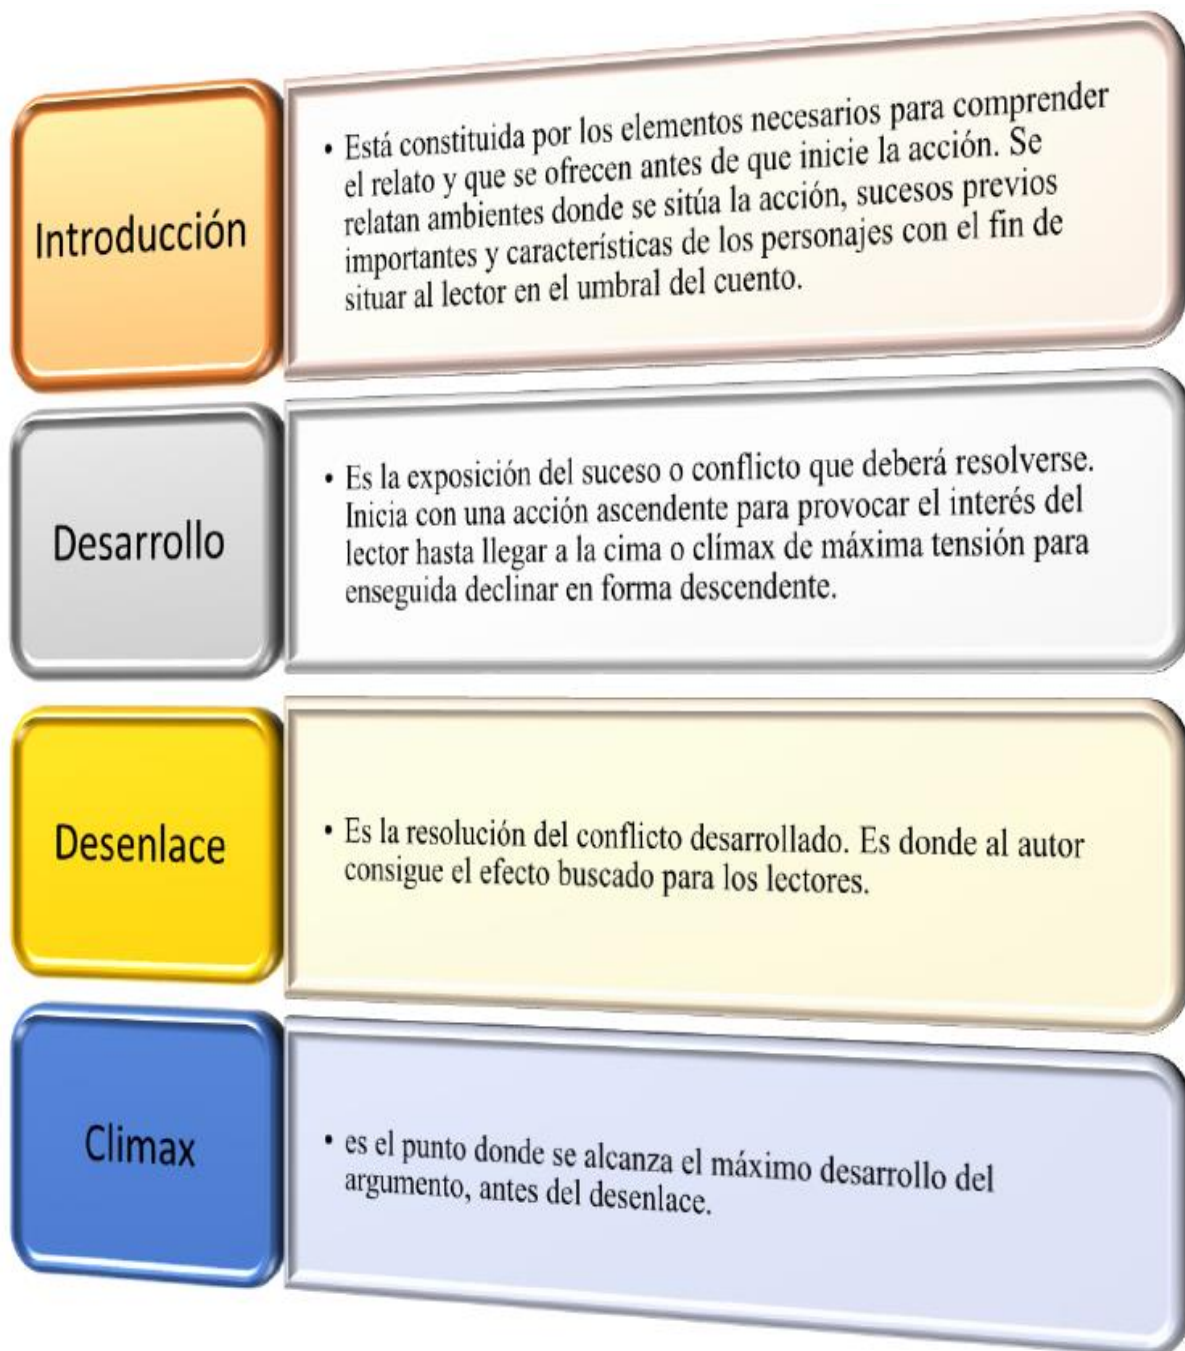 Introducción
• Está constituida por los elementos necesarios para comprender
el relato y que se ofrecen antes de que inicie la acción. Se
relatan ambientes donde se sitúa la acción, sucesos previos
importantes y características de los personajes con el fin de
situar al lector en el umbral del cuento.
Desarrollo
• Es la exposición del suceso o conflicto que deberá resolverse.
Inicia con una acción ascendente para provocar el interés del
lector hasta llegar a la cima o clímax de máxima tensión para
enseguida declinar en forma descendente.
Desenlace
• Es la resolución del conflicto desarrollado. Es donde al autor
consigue el efecto buscado para los lectores.
Climax
• es el punto donde se alcanza el máximo desarrollo del
argumento, antes del desenlace.